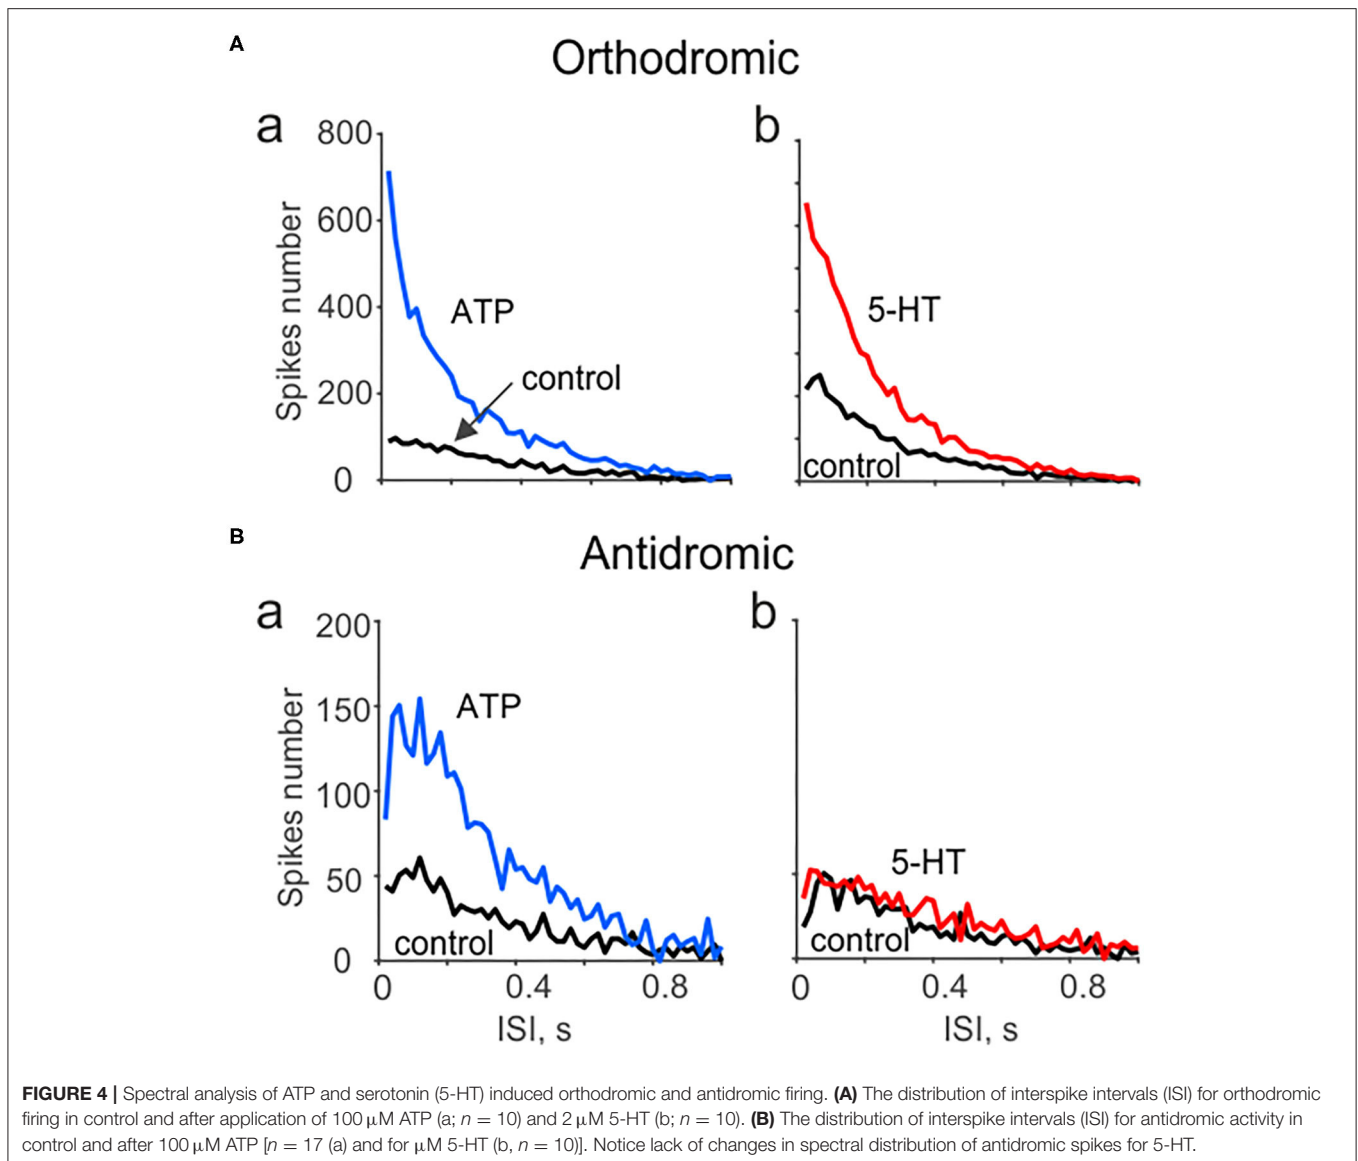 A
Orthodromic
a
b
800
600
400
200
0
Spikes number
ATP
control
5-HT
control
B
Antidromic
a
b
200
150
100
50
0
Spikes number
ATP
control
5-HT
control
0 0.4 0.8
ISI, s
0 0.4 0.8
ISI, s
FIGURE 4 | Spectral analysis of ATP and serotonin (5-HT) induced orthodromic and antidromic firing. (A) The distribution of interspike intervals (ISI) for orthodromic
firing in control and after application of 100 μM ATP (a; n = 10) and 2 μM 5-HT (b; n = 10). (B) The distribution of interspike intervals (ISI) for antidromic activity in
control and after 100 μM ATP [n = 17 (a) and for μM 5-HT (b, n = 10)]. Notice lack of changes in spectral distribution of antidromic spikes for 5-HT.